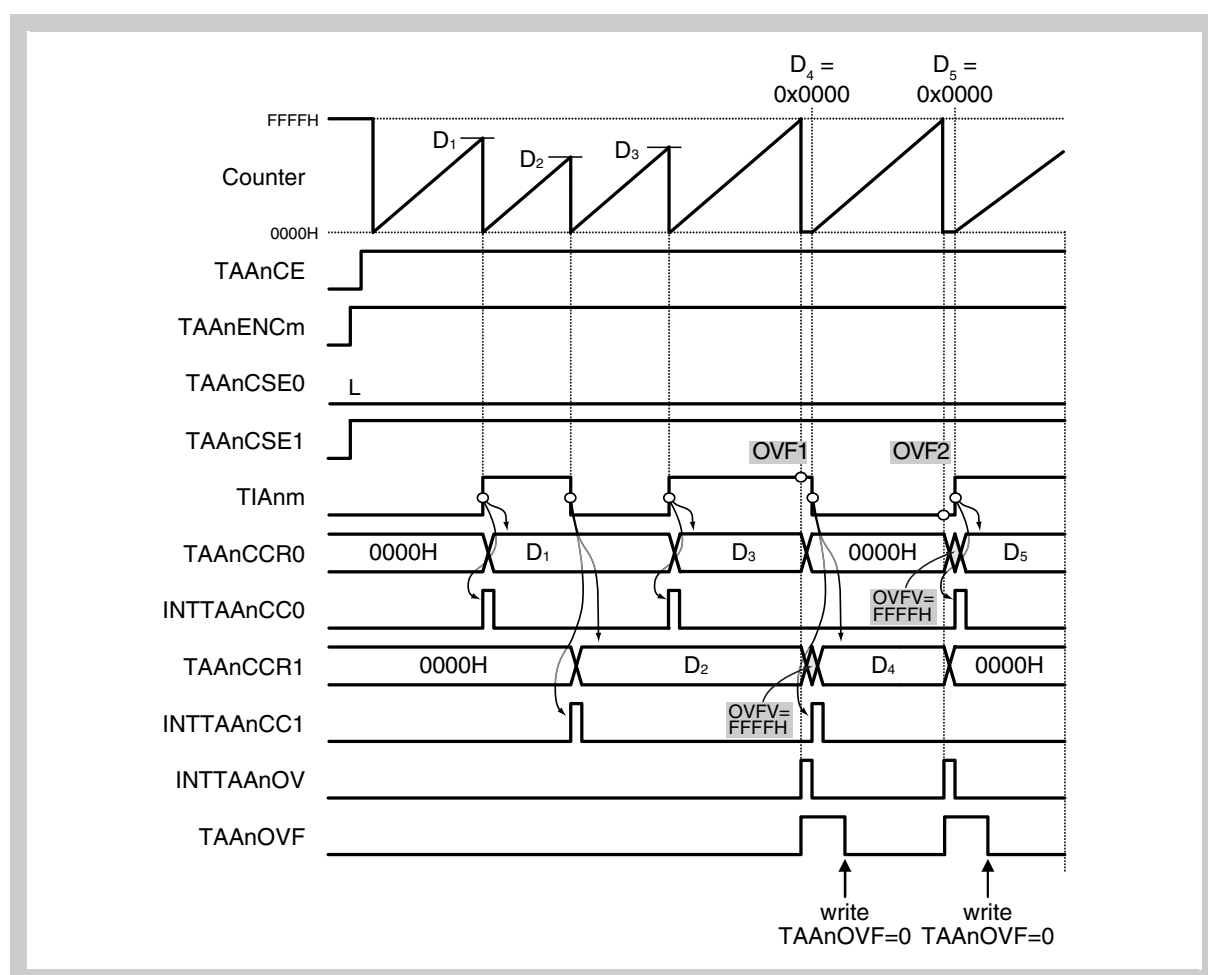 D4 =
0x0000
D5 =
0x0000
FFFFH
D1
D2
D3
Counter
0000H
TAAnCE
TAAnENCm
TAAnCSE0
L
TAAnCSE1
OVF1
OVF2
TIAnm
TAAnCCR0
0000H
D1
D3
0000H
D5
OVFV=
FFFFH
INTTAAnCC0
TAAnCCR1
0000H
D2
D4
0000H
OVFV=
FFFFH
INTTAAnCC1
INTTAAnOV
TAAnOVF
write
TAAnOVF=0
write
TAAnOVF=0